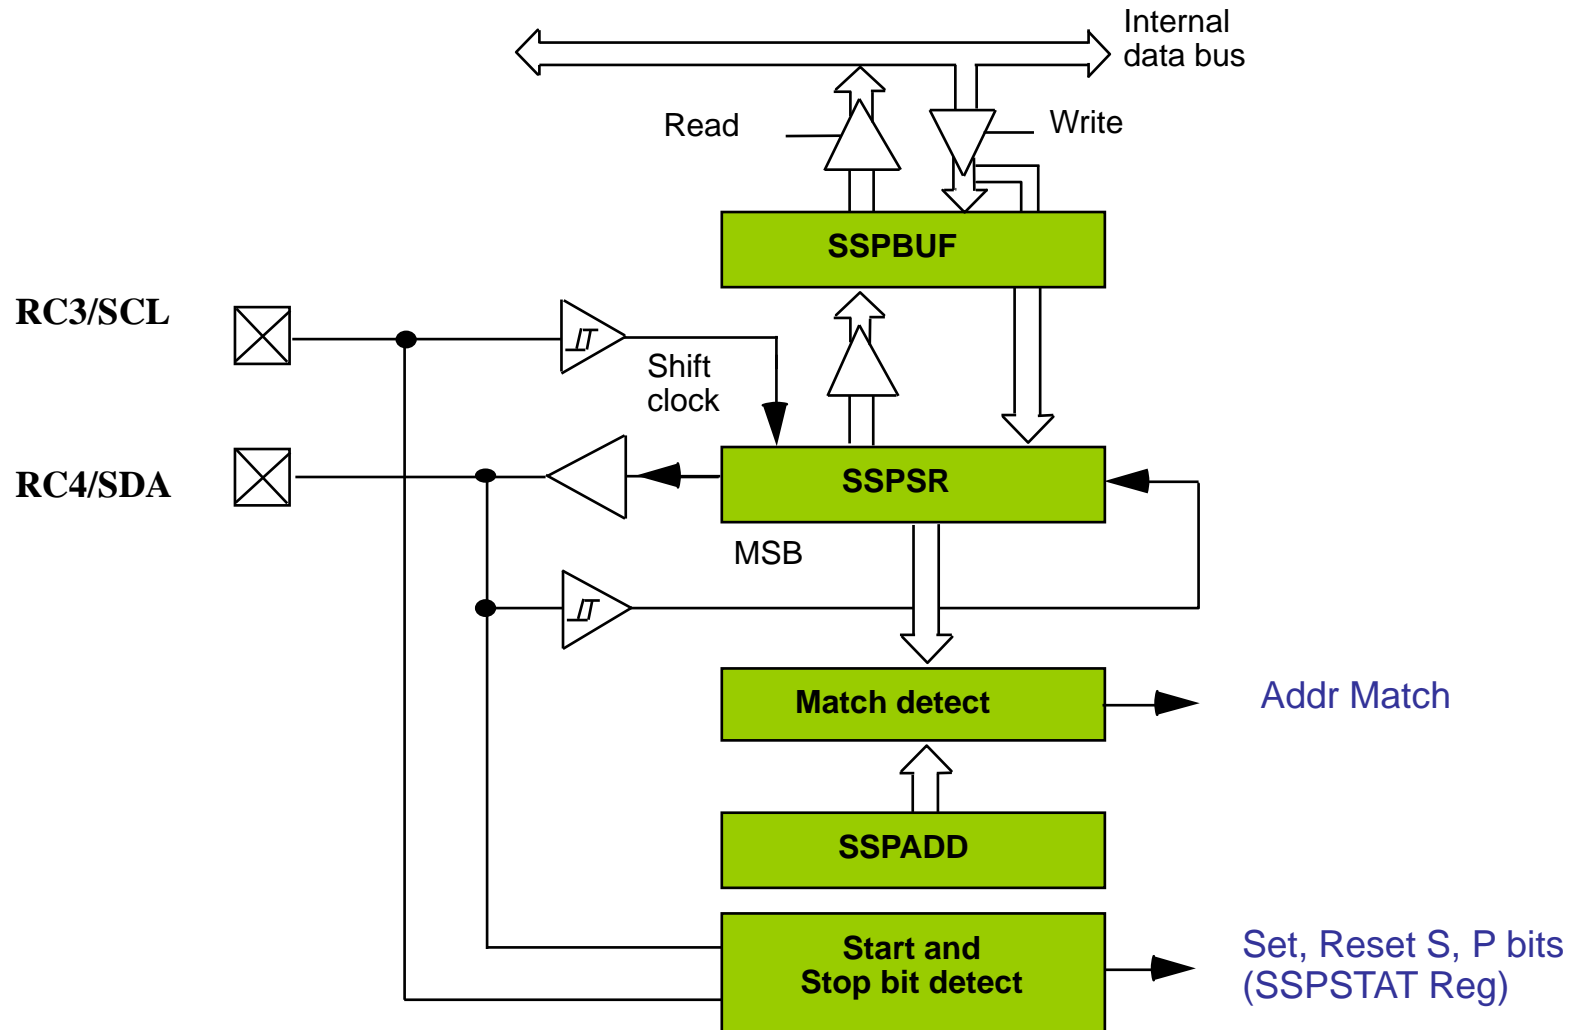 Internal
data bus
Read
Write
SSPBUF
RC3/SCL
Shift
clock
RC4/SDA
SSPSR
MSB
Match detect
Addr Match
SSPADD
Start and
Stop bit detect
Set, Reset S, P bits
(SSPSTAT Reg)